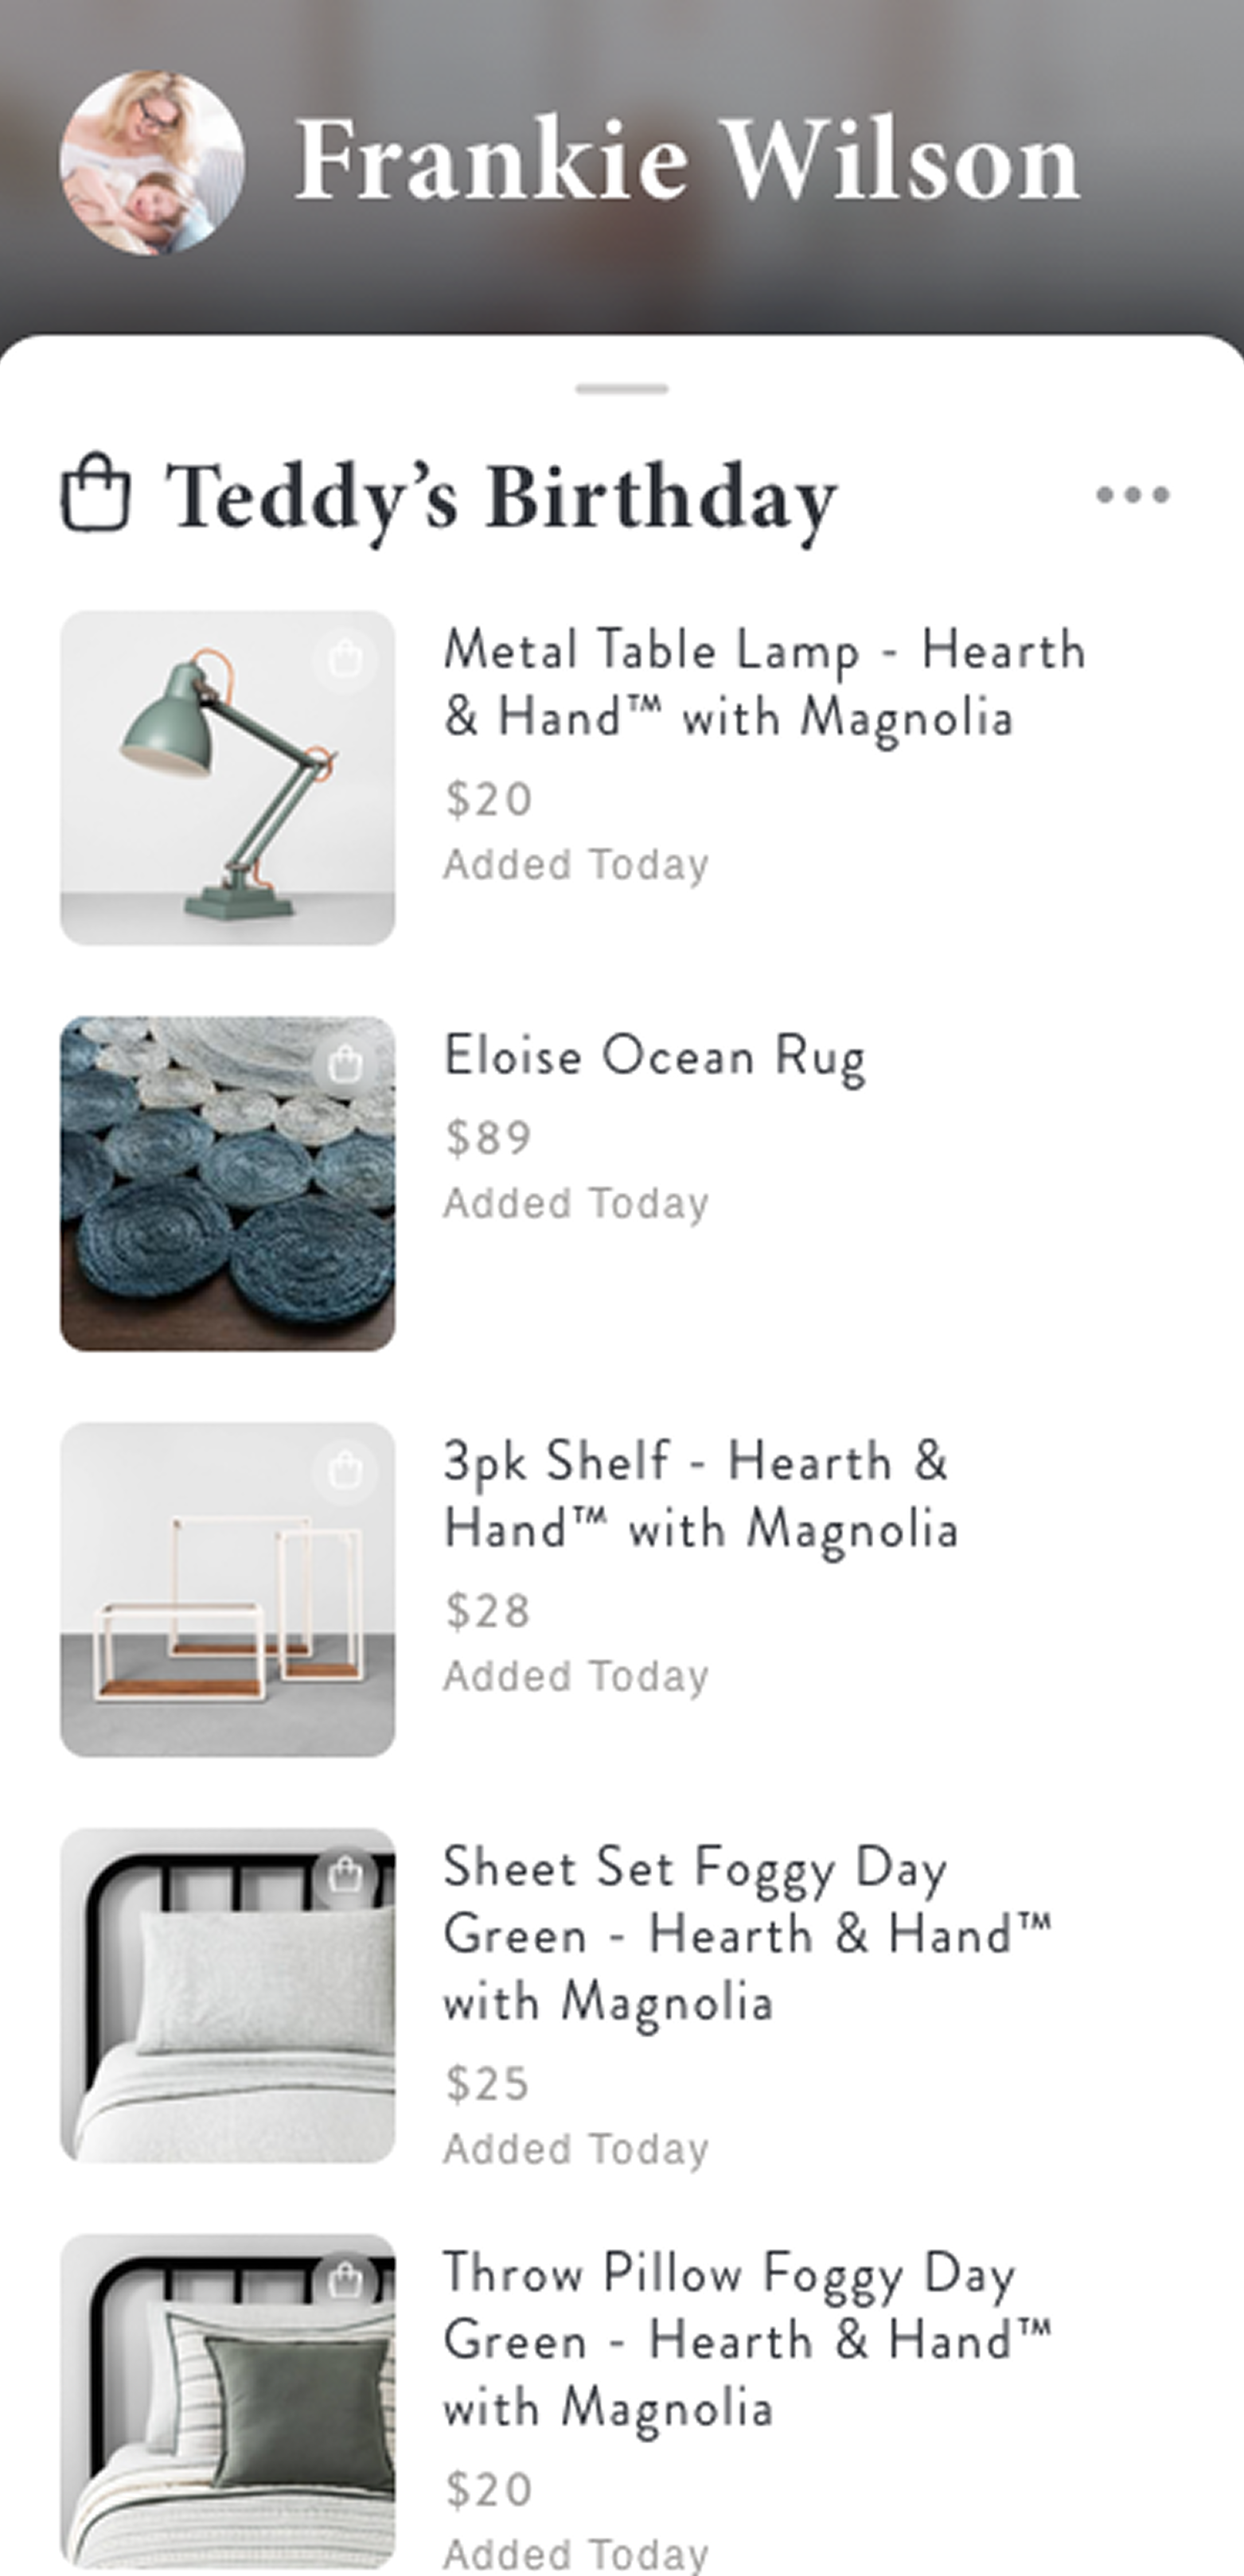 Frankie Wilson
Teddy’s Birthday
Metal Table Lamp - Hearth
& Hand™ with Magnolia
$20
Added Today
Eloise Ocean Rug
$89
Added Today
3pk Shelf - Hearth &
Hand™ with Magnolia
$28
Added Today
Sheet Set Foggy Day
Green - Hearth & Hand™
with Magnolia
$25
Added Today
Throw Pillow Foggy Day
Green - Hearth & Hand™
with Magnolia
$20
Added Today